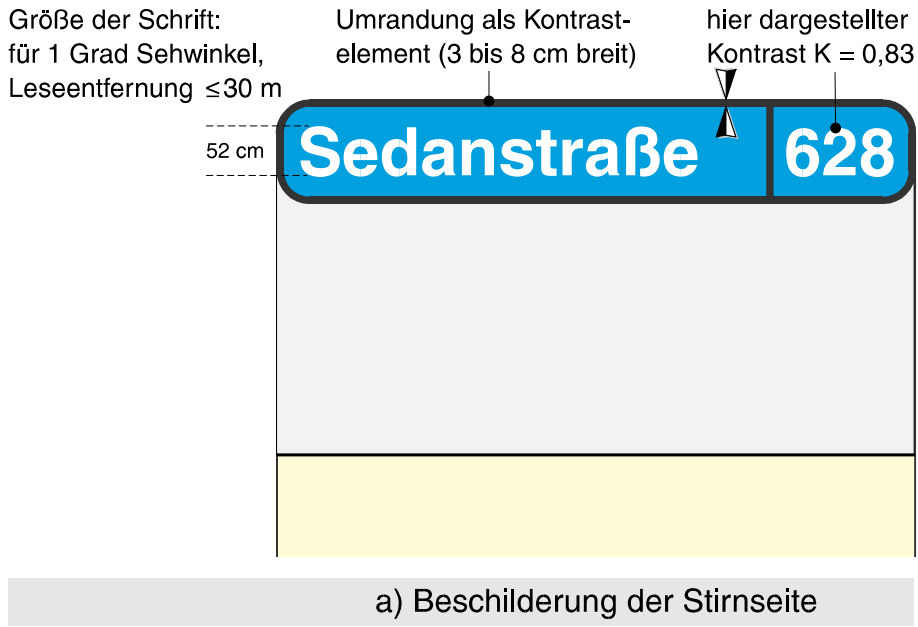 Größe der Schrift:
für 1 Grad Sehwinkel,
Leseentfernung ≤30 m
Umrandung als Kontrast-
element (3 bis 8 cm breit)
hier dargestellter
Kontrast K = 0,83
52 cm
Sedanstraße
628
a) Beschilderung der Stirnseite